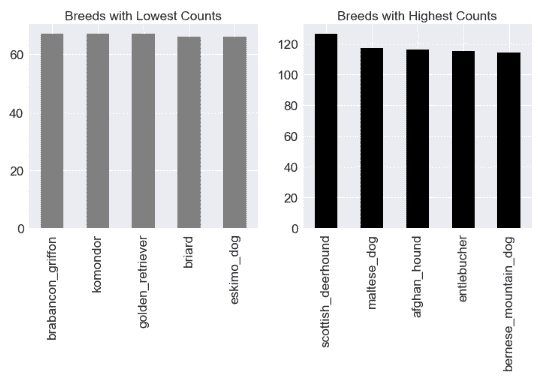 Breeds with Lowest Counts
60
40
20
0
brabancon_griffon
komondor
golden_retriever
briard
eskimo_dog
Breeds with Highest Counts
120
100
80
60
40
20
0
scottish_deerhound
maltese_dog
afghan_hound
entlebucher
bernese_mountain_dog